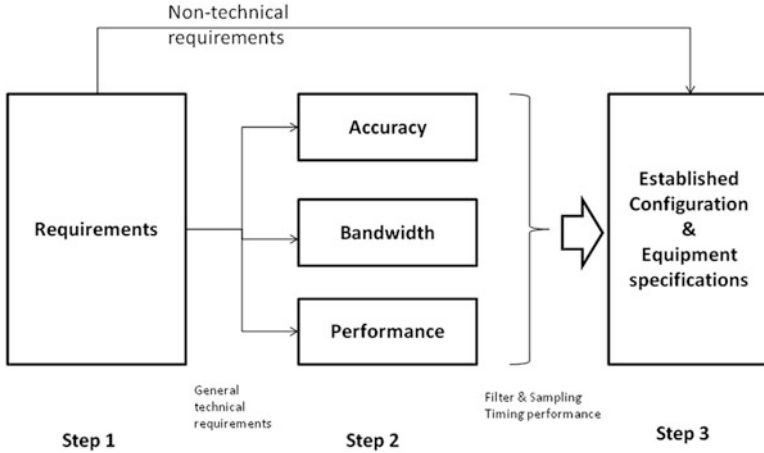 Non-technical
requirements
Requirements
Accuracy
Bandwidth
Performance
Established
Configuration
&
Equipment
specifications
General
technical
requirements
Filter & Sampling
Timing performance
Step 1
Step 2
Step 3